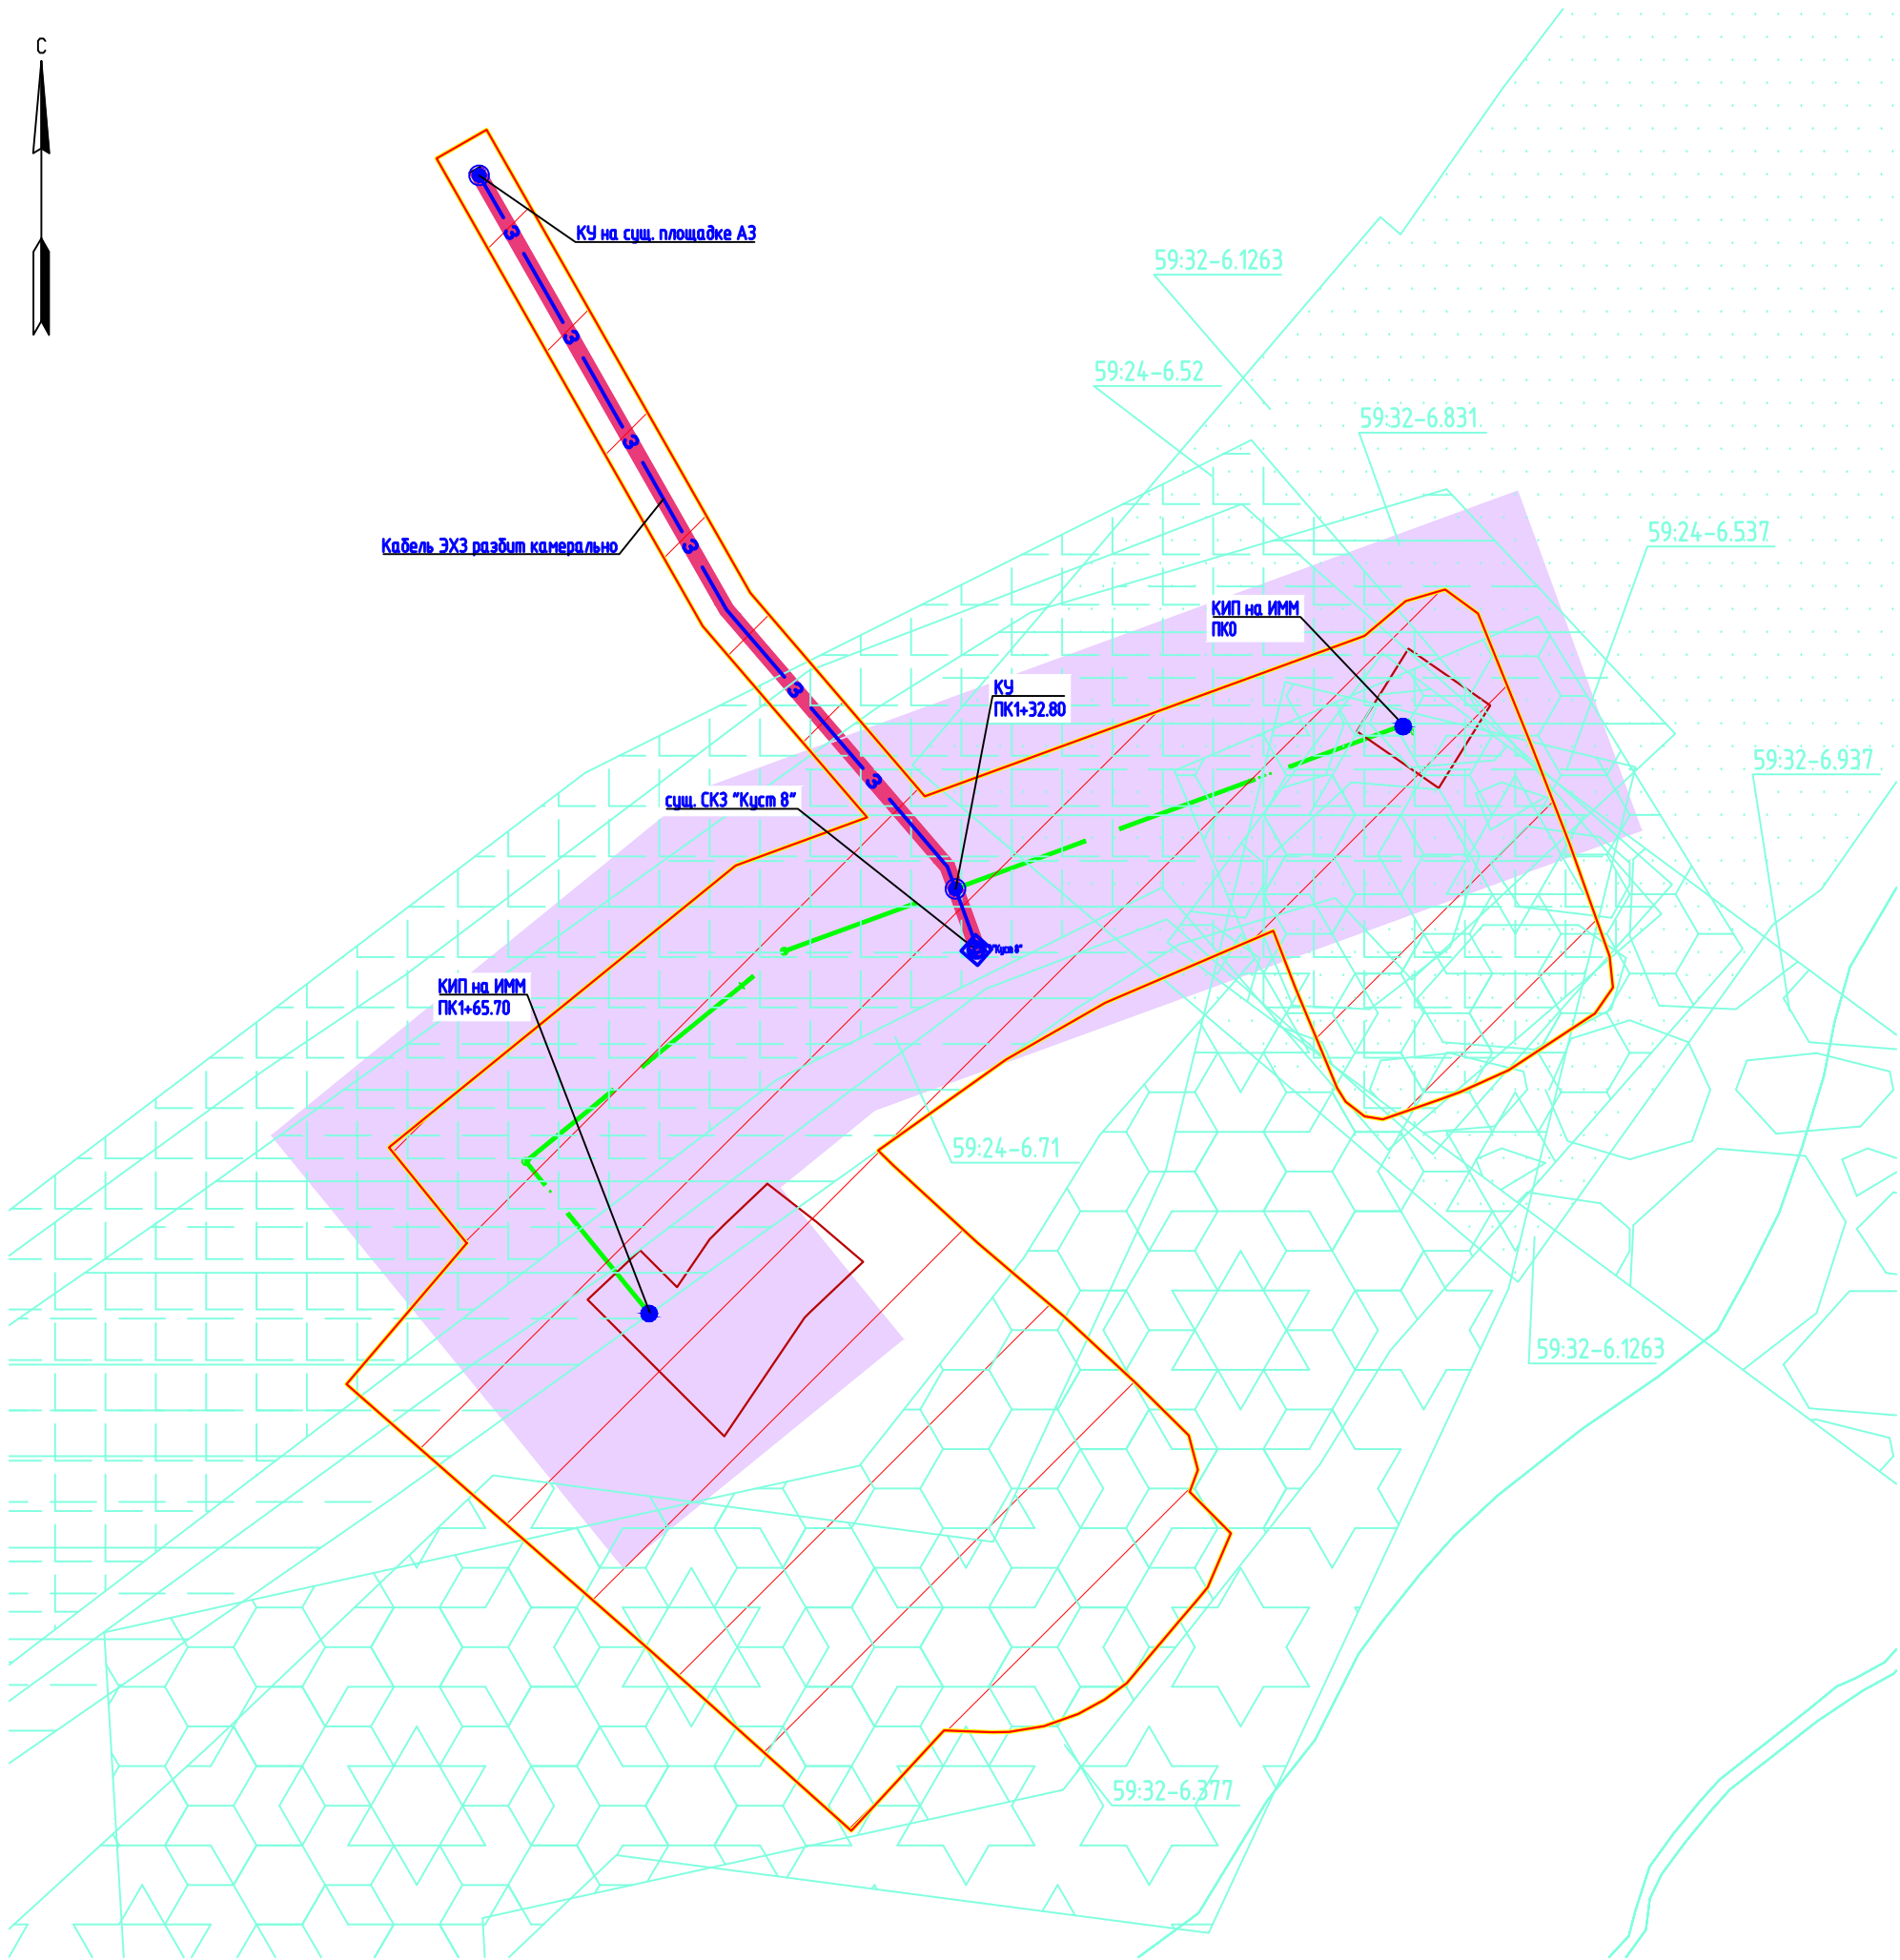 С
КУ на сущ. площадке А3
59:32-6.1263
59:24-6.52
59:32-6.831
59:24-6.537
Кабель ЭХЗ разбит камерально
КИП на ИММ
ПК0
КУ
ПК1+32.80
59:32-6.937
сущ. СКЗ "Куст 8"
"Куст 8"
КИП на ИММ
ПК1+65.70
59:24-6.71
59:32-6.1263
59:32-6.377
З
З
З
З
З
З